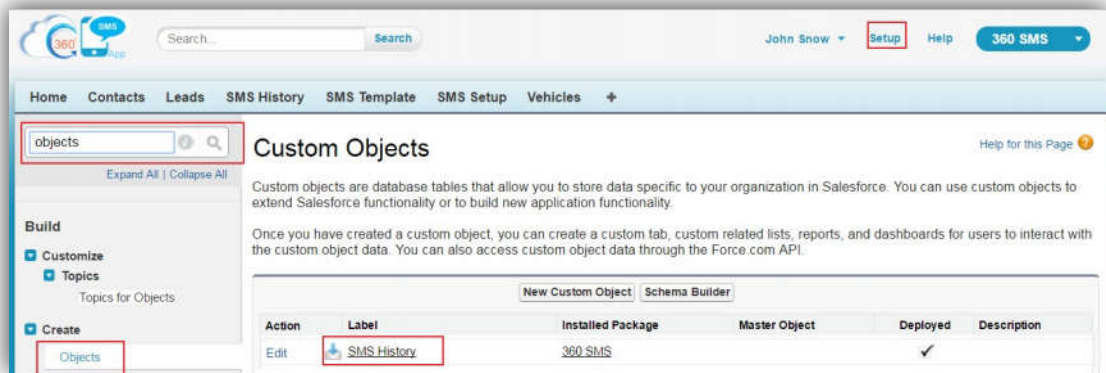 360
SMS
App
Search...
Search
John Snow
Setup
Help
360 SMS
Home
Contacts
Leads
SMS History
SMS Template
SMS Setup
Vehicles
+
objects
Expand All | Collapse All
Build
Customize
Topics
Topics for Objects
Create
Objects
Custom Objects
Help for this Page
Custom objects are database tables that allow you to store data specific to your organization in Salesforce. You can use custom objects to
extend Salesforce functionality or to build new application functionality.
Once you have created a custom object, you can create a custom tab, custom related lists, reports, and dashboards for users to interact with
the custom object data. You can also access custom object data through the Force.com API.
New Custom Object
Schema Builder
Action
Label
Installed Package
Master Object
Deployed
Description
Edit
SMS History
360 SMS